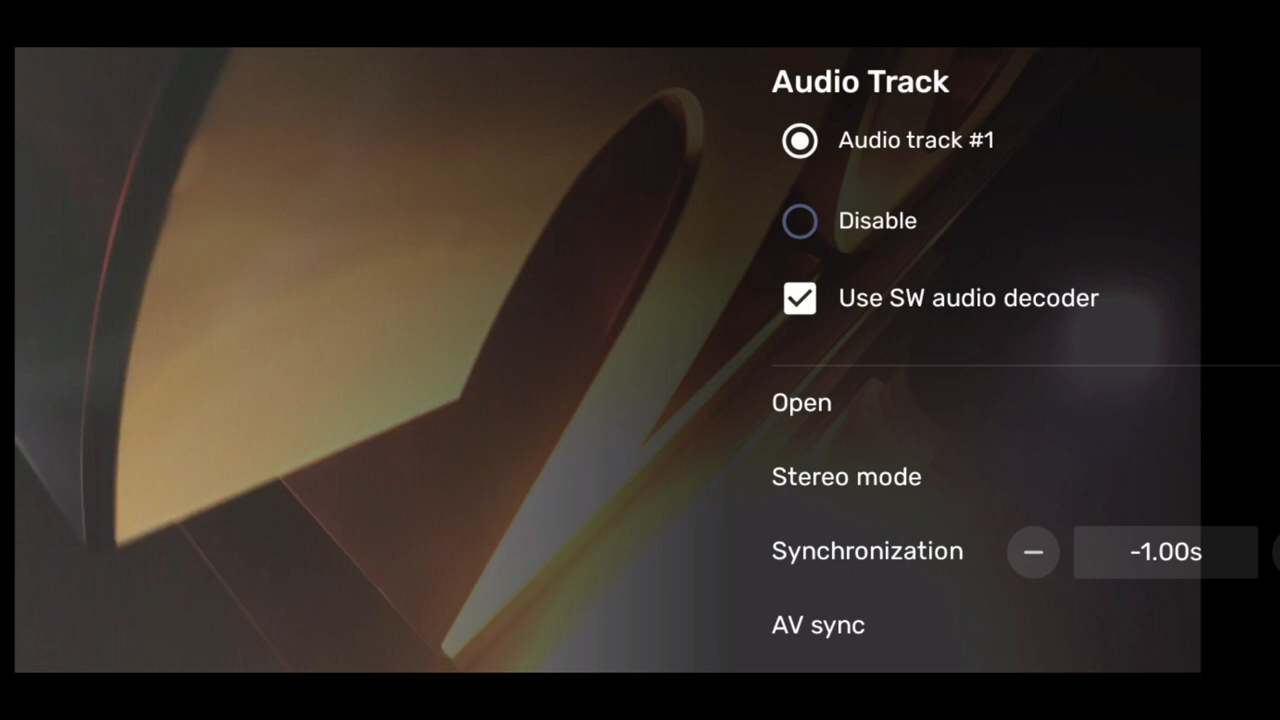 Audio Track
Audio track #1
Disable
Use SW audio decoder
Open
Stereo mode
Synchronization
-1.00s
AV sync